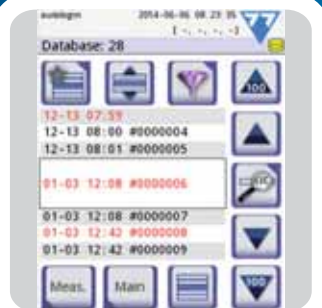 2014-06-06 08:23 35
77
[ -, -, -, -]
Database: 28
100
12-13 07:59
12-13 08:00 #0000004
12-13 08:01 #0000005
01-03 12:08 #0000006
01-03 12:08 #0000007
01-03 12:42 #0000008
01-03 12:42 #0000009
Meas.
Main
100